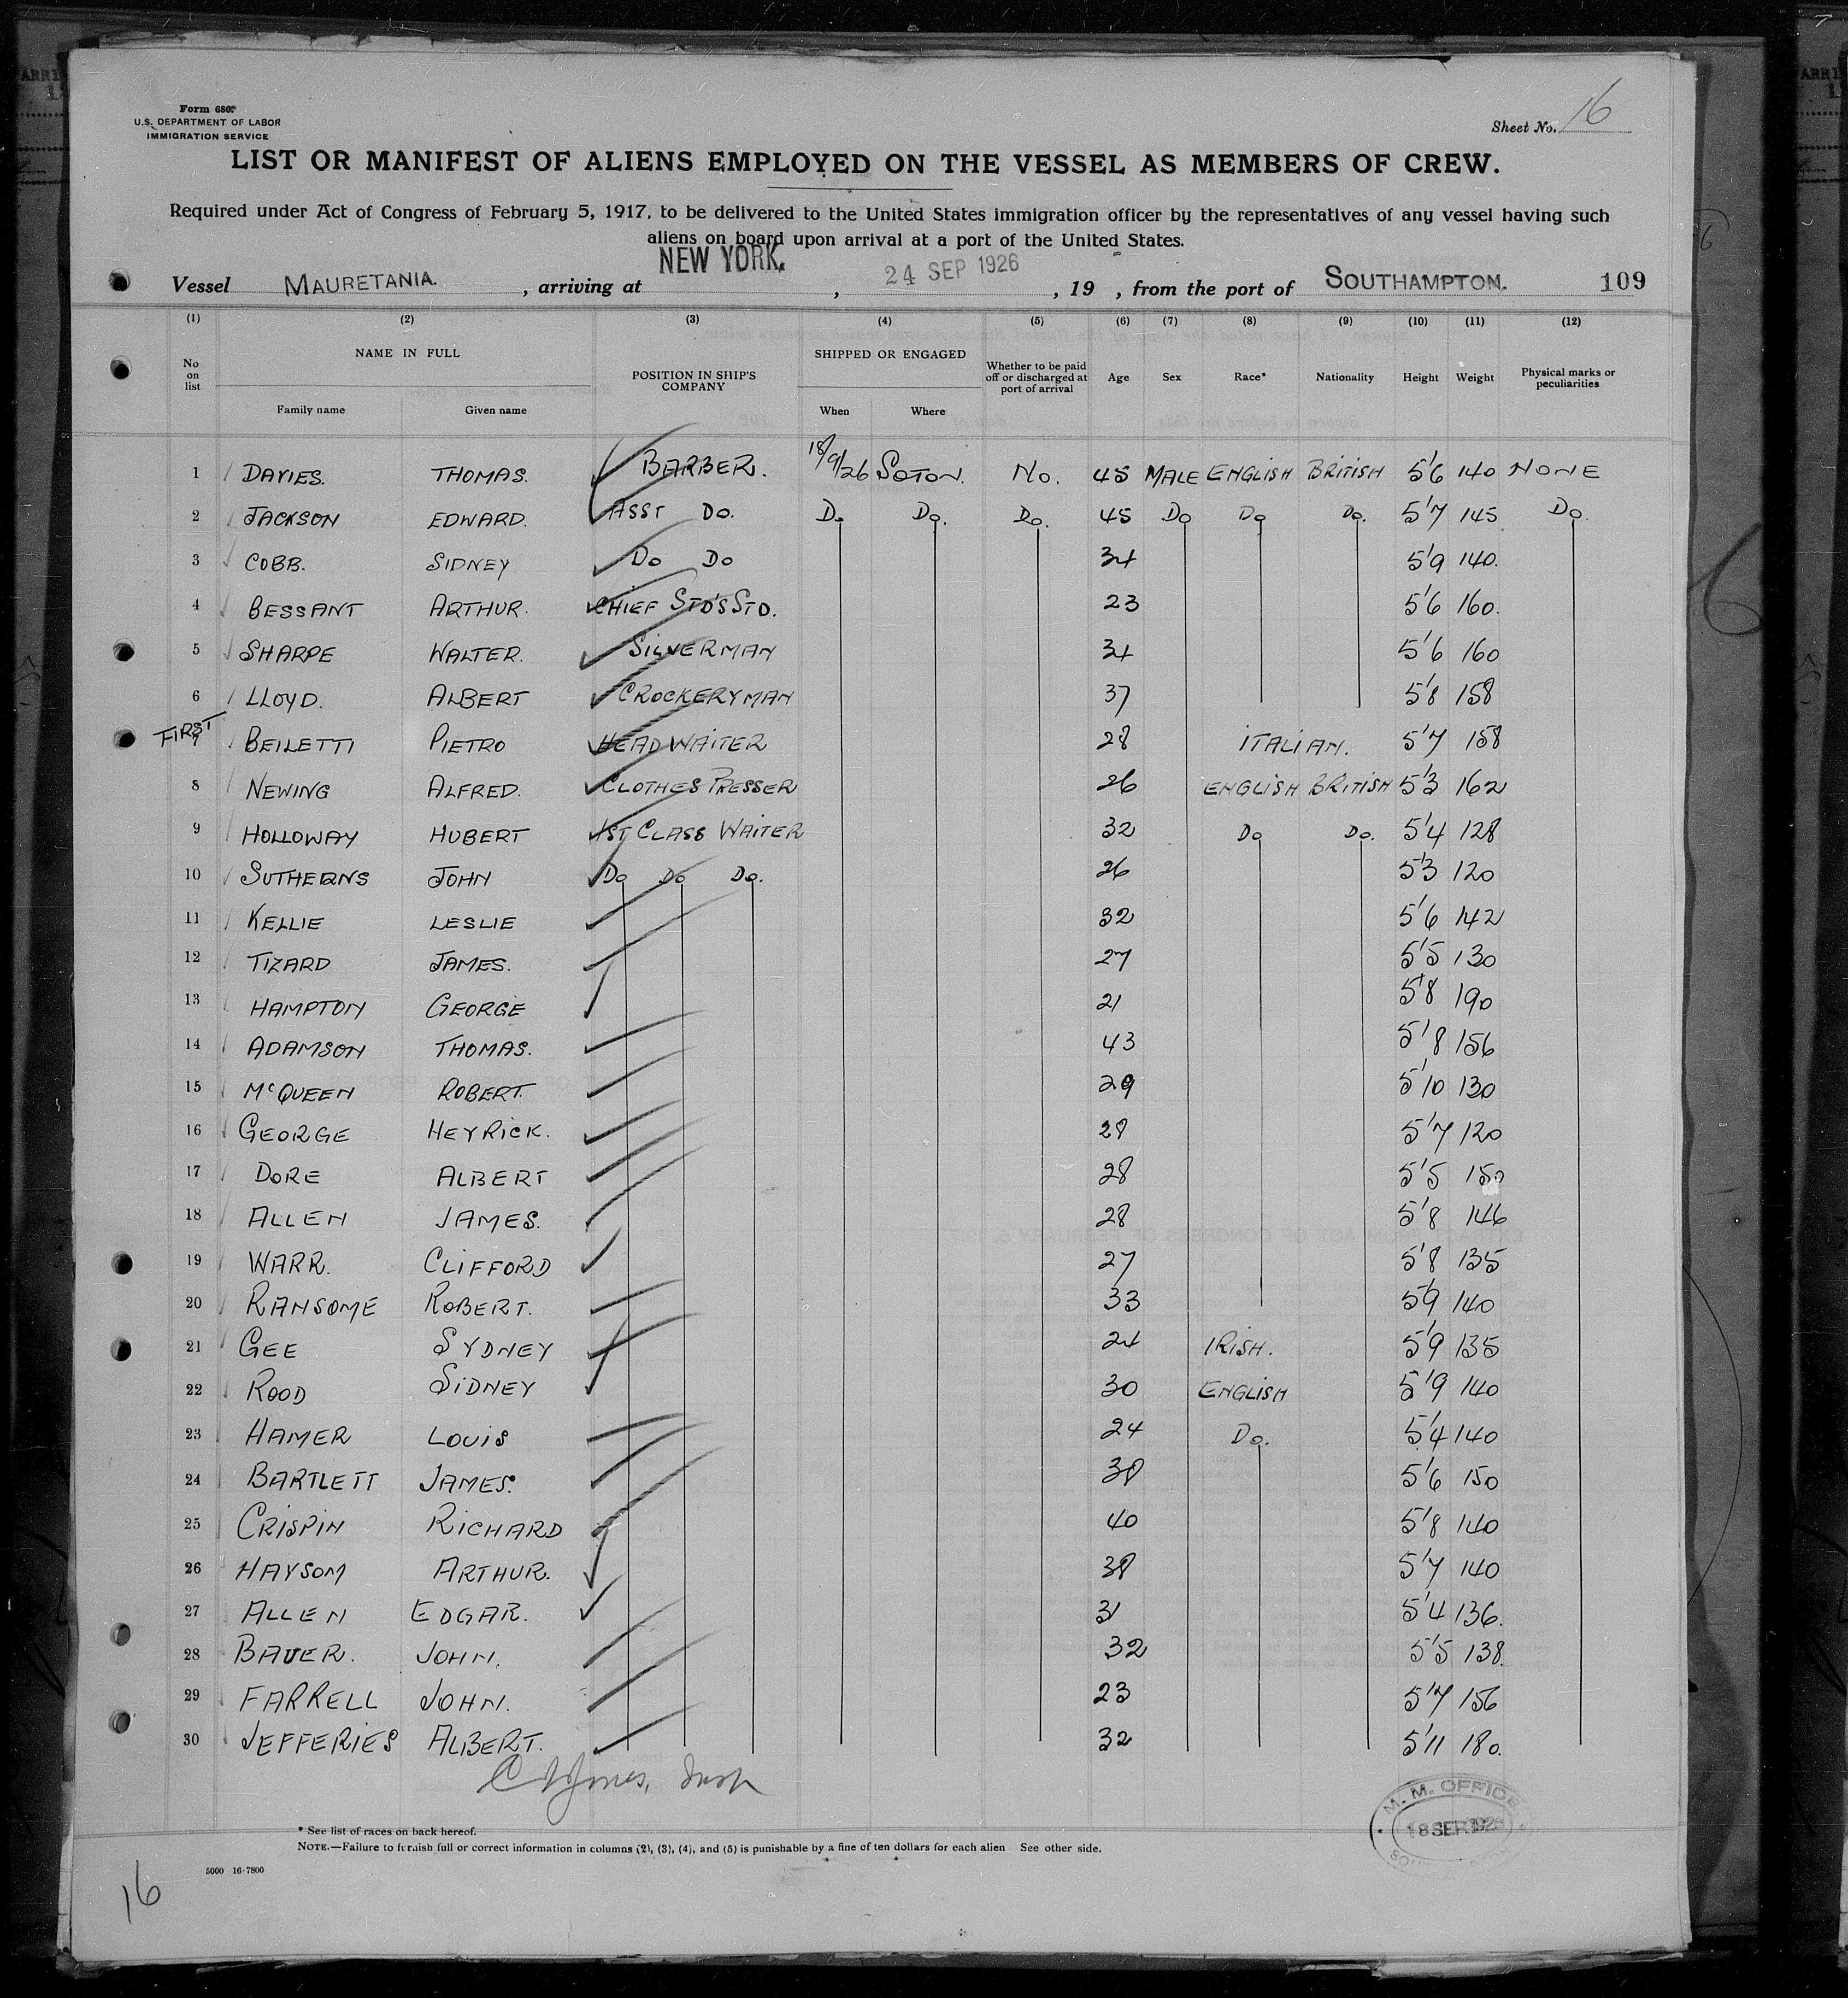 Form 680
U.S. DEPARTMENT OF LABOR
IMMIGRATION SERVICE
Sheet No. 16
LIST OR MANIFEST OF ALIENS EMPLOYED ON THE VESSEL AS MEMBERS OF CREW.
Required under Act of Congress of February 5, 1917, to be delivered to the United States immigration officer by the representatives of any vessel having such
aliens on board upon arrival at a port of the United States.
Vessel MAURETANIA. , arriving at NEW YORK. , 24 SEP 1926 , 19 , from the port of SOUTHAMPTON. 109
(1) (2) (3) (4) (5) (6) (7) (8) (9) (10) (11) (12)
No on list NAME IN FULL Family name Given name POSITION IN SHIP'S COMPANY SHIPPED OR ENGAGED When Where Whether to be paid off or discharged at port of arrival Age Sex Race* Nationality Height Weight Physical marks or peculiarities
1 DAVIES. THOMAS. BARBER. 18/9/26 SOTON. No. 45 MALE ENGLISH BRITISH 5'6 140 NONE
2 JACKSON EDWARD. ASST Do. Do Do. Do. 45 Do Do Do. 5'7 145 Do.
3 COBB. SIDNEY Do Do 34 5'9 140.
4 BESSANT ARTHUR. CHIEF STD'S STD. 23 5'6 160.
5 SHARPE WALTER. SILVERMAN 34 5'6 160
6 LLOYD. ALBERT CROCKERYMAN 37 5'8 158
FIRST
7 BEILETTI PIETRO HEAD WAITER 28 ITALIAN. 5'7 158
8 NEWING ALFRED. CLOTHES PRESSER 26 ENGLISH BRITISH 5'3 162
9 HOLLOWAY HUBERT 1ST CLASS WAITER 32 Do Do. 5'4 128
10 SUTHERNS JOHN Do Do Do. 26 5'3 120
11 KELLIE LESLIE 32 5'6 142
12 TIZARD JAMES. 27 5'5 130
13 HAMPTON GEORGE 21 5'8 190
14 ADAMSON THOMAS. 43 5'8 156
15 McQUEEN ROBERT. 29 5'10 130
16 GEORGE HEYRICK. 28 5'7 120
17 DORE ALBERT 28 5'5 150
18 ALLEN JAMES. 28 5'8 146
19 WARR. CLIFFORD 27 5'8 135
20 RANSOME ROBERT. 33 5'9 140
21 GEE SYDNEY 24 IRISH. 5'9 135
22 ROOD SIDNEY 30 ENGLISH 5'9 140
23 HAMER LOUIS 24 Do. 5'4 140
24 BARTLETT JAMES. 38 5'6 150
25 CRISPIN RICHARD 40 5'8 140
26 HAYSOM ARTHUR. 38 5'7 140
27 ALLEN EDGAR. 31 5'4 136.
28 BAUER. JOHN. 32 5'5 138.
29 FARRELL JOHN. 23 5'7 156
30 JEFFERIES ALBERT. 32 5'11 180.
* See list of races on back hereof.
NOTE.—Failure to furnish full or correct information in columns (2), (3), (4), and (5) is punishable by a fine of ten dollars for each alien See other side.
5000 16-7800
M. M. OFFICE
18 SEP
16